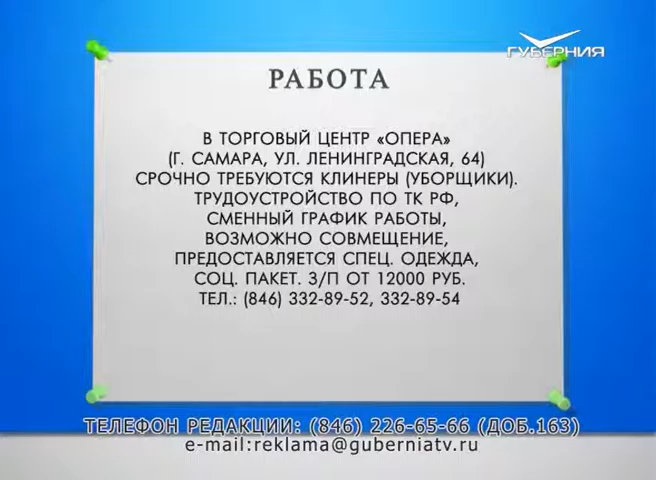 ГУБЕРНИЯ
РАБОТА
В ТОРГОВЫЙ ЦЕНТР «ОПЕРА»
(Г. САМАРА, УЛ. ЛЕНИНГРАДСКАЯ, 64)
СРОЧНО ТРЕБУЮТСЯ КЛИНЕРЫ (УБОРЩИКИ).
ТРУДОУСТРОЙСТВО ПО ТК РФ,
СМЕННЫЙ ГРАФИК РАБОТЫ,
ВОЗМОЖНО СОВМЕЩЕНИЕ,
ПРЕДОСТАВЛЯЕТСЯ СПЕЦ. ОДЕЖДА,
СОЦ. ПАКЕТ. З/П ОТ 12000 РУБ.
ТЕЛ.: (846) 332-89-52, 332-89-54
ТЕЛЕФОН РЕДАКЦИИ: (846) 226-65-66 (ДОБ.163)
e-mail:reklama@guberniatv.ru